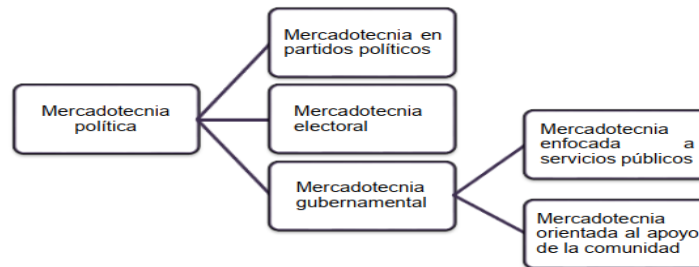 Mercadotecnia en
partidos políticos
Mercadotecnia
política
Mercadotecnia
electoral
Mercadotecnia
gubernamental
Mercadotecnia
enfocada a
servicios públicos
Mercadotecnia
orientada al apoyo
de la comunidad